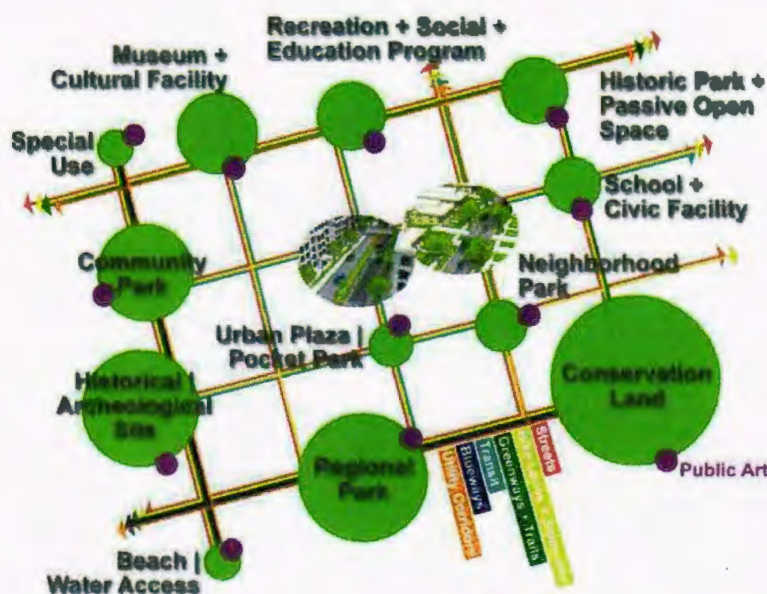 Recreation + Social +
Education Program
Museum +
Cultural Facility
Historic Park +
Passive Open
Space
Special
Use
School +
Civic Facility
Community
Park
Neighborhood
Park
Urban Plaza |
Pocket Park
Historical |
Archeological
Site
Conservation
Land
Regional
Park
Public Art
Beach |
Water Access
Streets
Greenways + Trails
Transit
Blueways
Utility Corridors